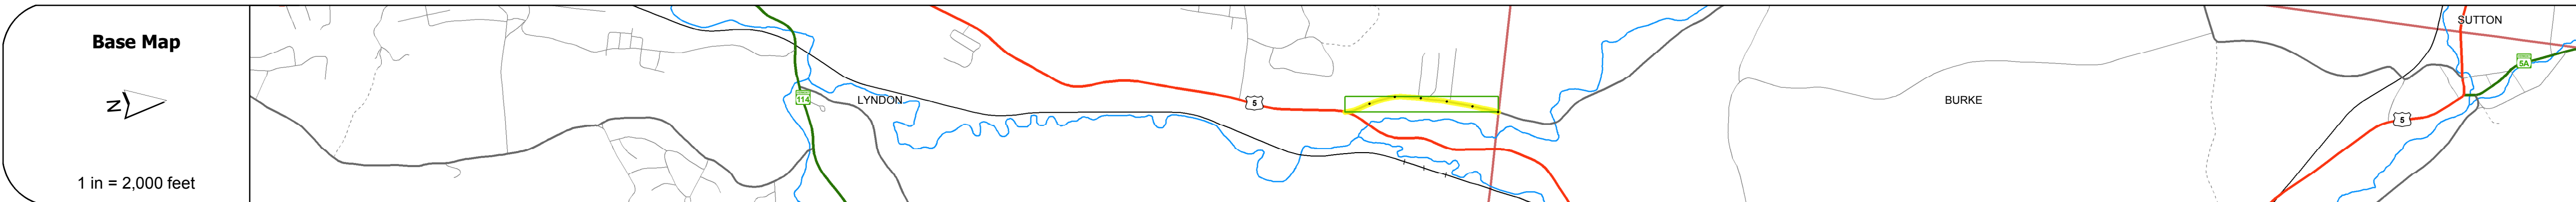 Base Map
N
1 in = 2,000 feet
114
LYNDON
5
BURKE
5
SUTTON
5A